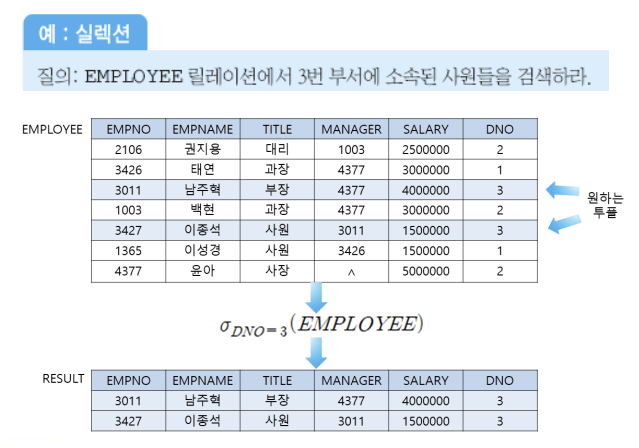 예 : 실렉션
질의: EMPLOYEE 릴레이션에서 3번 부서에 소속된 사원들을 검색하라.
EMPLOYEE
EMPNO EMPNAME TITLE MANAGER SALARY DNO
2106 권지용 대리 1003 2500000 2
3426 태연 과장 4377 3000000 1
3011 남주혁 부장 4377 4000000 3
1003 백현 과장 4377 3000000 2
3427 이종석 사원 3011 1500000 3
1365 이성경 사원 3426 1500000 1
4377 윤아 사장 ∧ 5000000 2
원하는
투플
σ DNO=3 (EMPLOYEE)
RESULT
EMPNO EMPNAME TITLE MANAGER SALARY DNO
3011 남주혁 부장 4377 4000000 3
3427 이종석 사원 3011 1500000 3